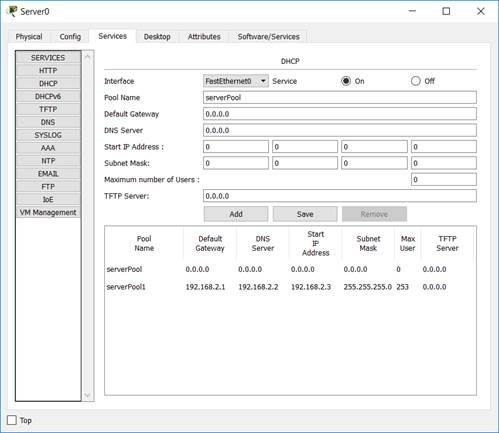 Server0
Physical Config Services Desktop Attributes Software/Services
SERVICES
HTTP
DHCP
DHCPv6
TFTP
DNS
SYSLOG
AAA
NTP
EMAIL
FTP
IoE
VM Management
DHCP
Interface FastEthernet0 Service On Off
Pool Name serverPool
Default Gateway 0.0.0.0
DNS Server 0.0.0.0
Start IP Address : 0 0 0 0
Subnet Mask: 0 0 0 0
Maximum number of Users : 0
TFTP Server: 0.0.0.0
Add Save Remove
Pool Name Default Gateway DNS Server Start IP Address Subnet Mask Max User TFTP Server
serverPool 0.0.0.0 0.0.0.0 0.0.0.0 0.0.0.0 0 0.0.0.0
serverPool1 192.168.2.1 192.168.2.2 192.168.2.3 255.255.255.0 253 0.0.0.0
Top